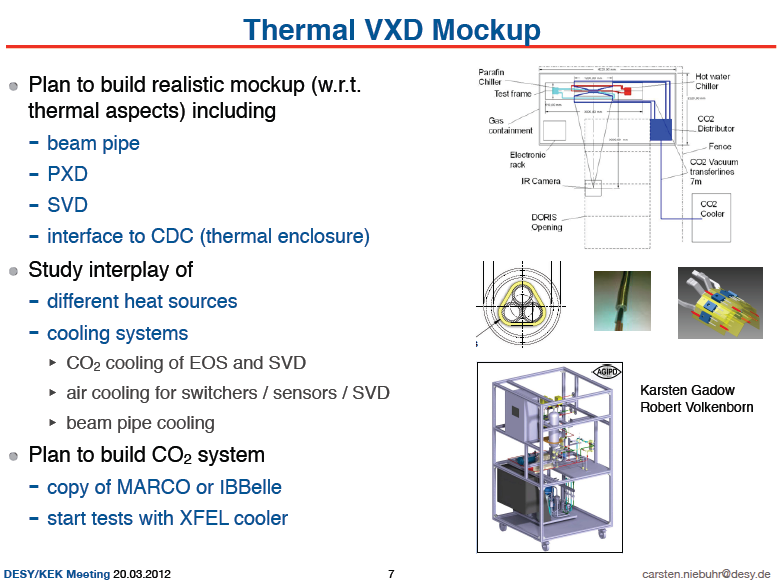 Thermal VXD Mockup
Plan to build realistic mockup (w.r.t.
thermal aspects) including
- beam pipe
- PXD
- SVD
- interface to CDC (thermal enclosure)
Study interplay of
- different heat sources
- cooling systems
▸ CO₂ cooling of EOS and SVD
▸ air cooling for switchers / sensors / SVD
▸ beam pipe cooling
Plan to build CO₂ system
- copy of MARCO or IBBelle
- start tests with XFEL cooler
Parafin
Chiller
Test frame
Gas
containment
Electronic
rack
IR Camera
DORIS
Opening
Hot water
Chiller
CO2
Distributor
Fence
CO2 Vacuum
transferlines
7m
CO2
Cooler
AGIPD
Karsten Gadow
Robert Volkenborn
DESY/KEK Meeting 20.03.2012
7
carsten.niebuhr@desy.de